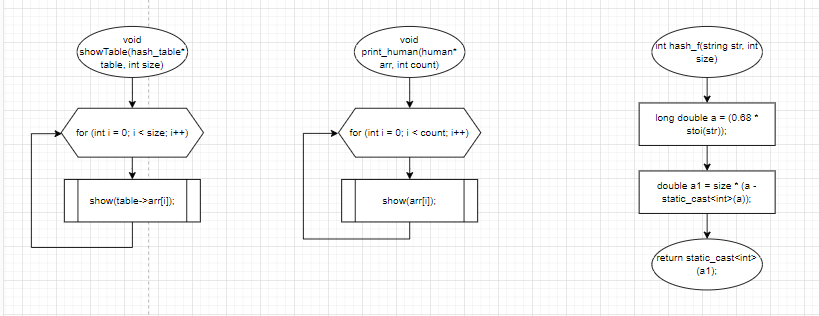 void
showTable(hash_table*
table, int size)
for (int i = 0; i < size; i++)
show(table->arr[i]);
void
print_human(human*
arr, int count)
for (int i = 0; i < count; i++)
show(arr[i]);
int hash_f(string str, int
size)
long double a = (0.68 *
stoi(str));
double a1 = size * (a -
static_cast<int>(a));
return static_cast<int>
(a1);